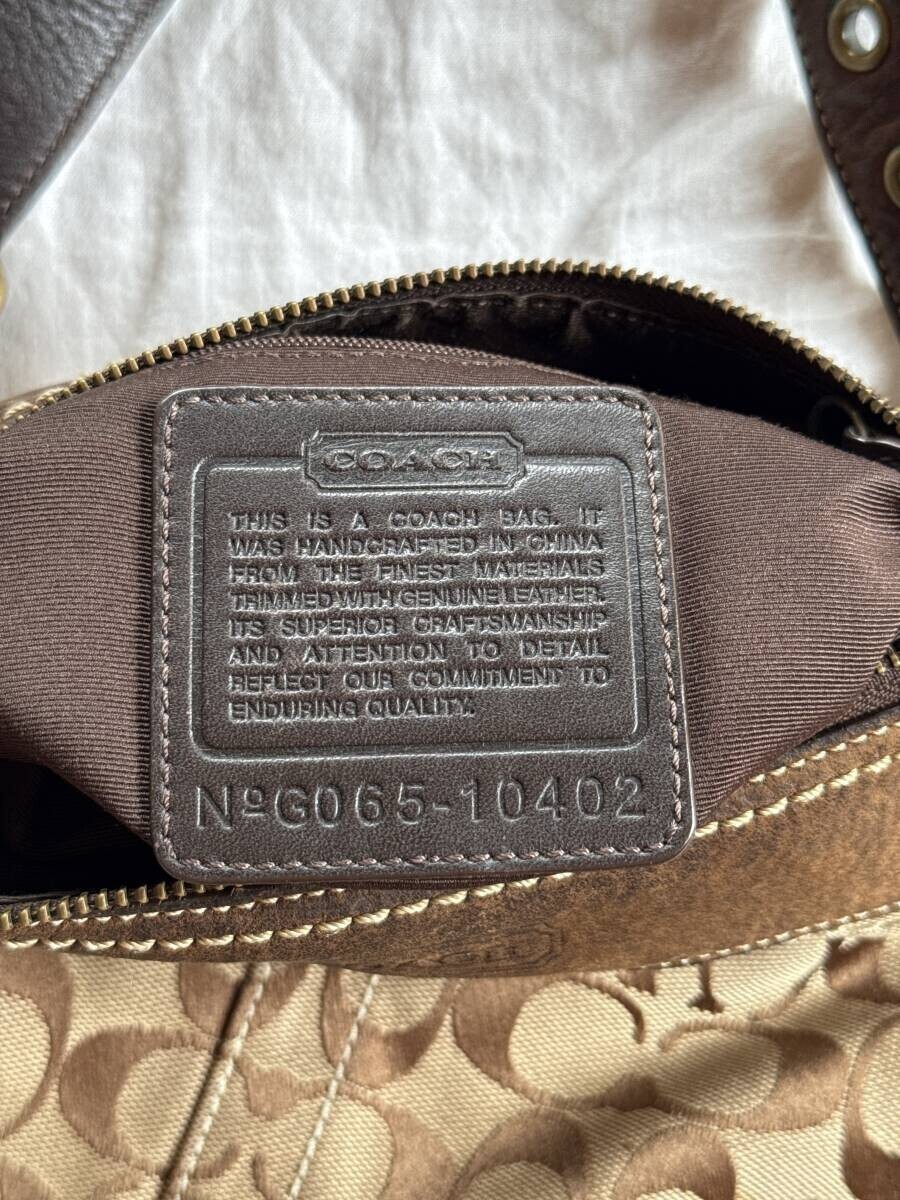 COACH
THIS IS A COACH BAG. IT
WAS HANDCRAFTED IN CHINA
FROM THE FINEST MATERIALS
TRIMMED WITH GENUINE LEATHER.
ITS SUPERIOR CRAFTSMANSHIP
AND ATTENTION TO DETAIL
REFLECT OUR COMMITMENT TO
ENDURING QUALITY.
NºG065-10402